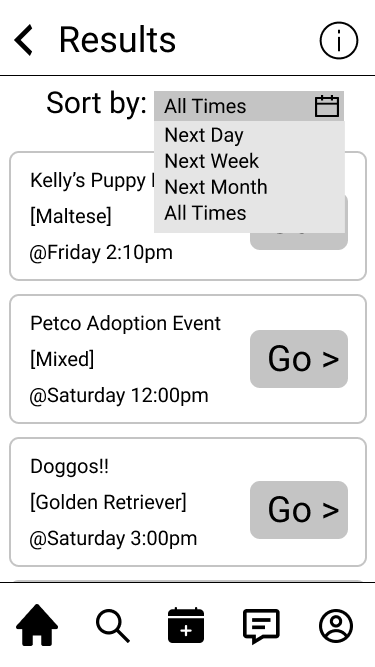 Results
Sort by: All Times
Next Day
Next Week
Next Month
All Times
Kelly's Puppy
[Maltese]
@Friday 2:10pm
Petco Adoption Event
[Mixed]
@Saturday 12:00pm
Go >
Doggos!!
[Golden Retriever]
@Saturday 3:00pm
Go >